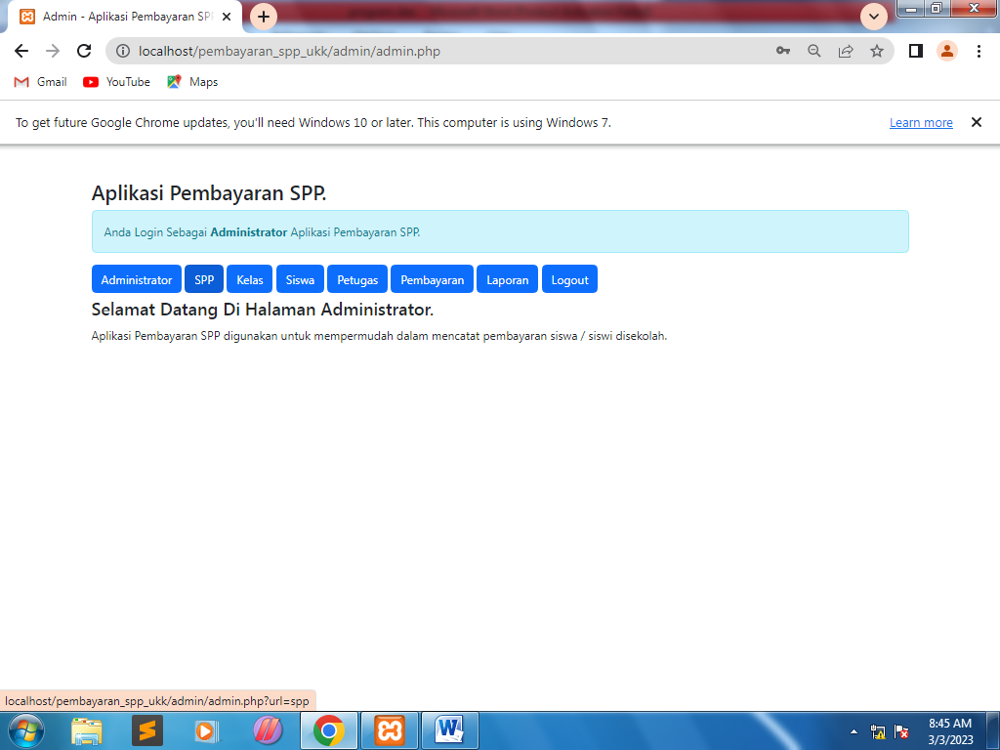 Admin - Aplikasi Pembayaran SPP
localhost/pembayaran_spp_ukk/admin/admin.php
Gmail YouTube Maps
To get future Google Chrome updates, you'll need Windows 10 or later. This computer is using Windows 7. Learn more
Aplikasi Pembayaran SPP.
Anda Login Sebagai Administrator Aplikasi Pembayaran SPP.
Administrator SPP Kelas Siswa Petugas Pembayaran Laporan Logout
Selamat Datang Di Halaman Administrator.
Aplikasi Pembayaran SPP digunakan untuk mempermudah dalam mencatat pembayaran siswa / siswi disekolah.
localhost/pembayaran_spp_ukk/admin/admin.php?url=spp
8:45 AM
3/3/2023